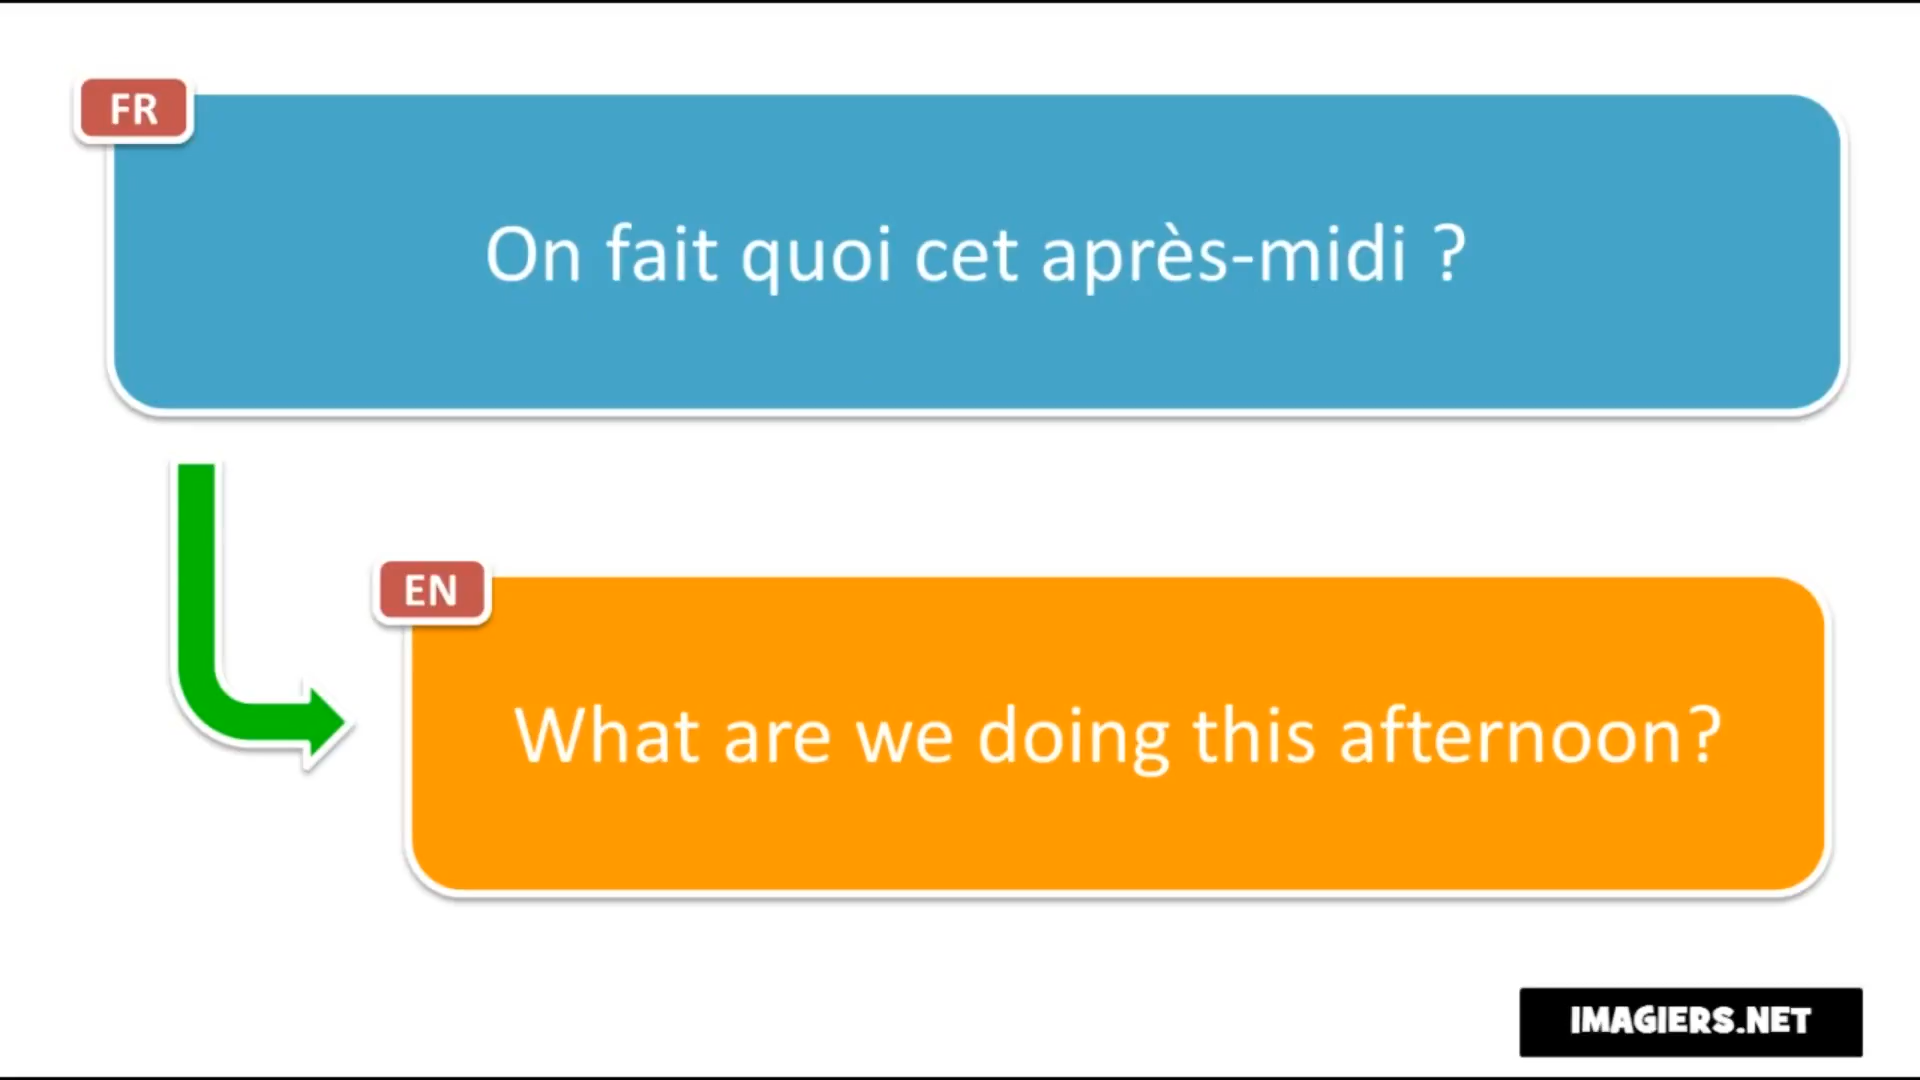 FR
On fait quoi cet après-midi ?
EN
What are we doing this afternoon?
IMAGIERS.NET